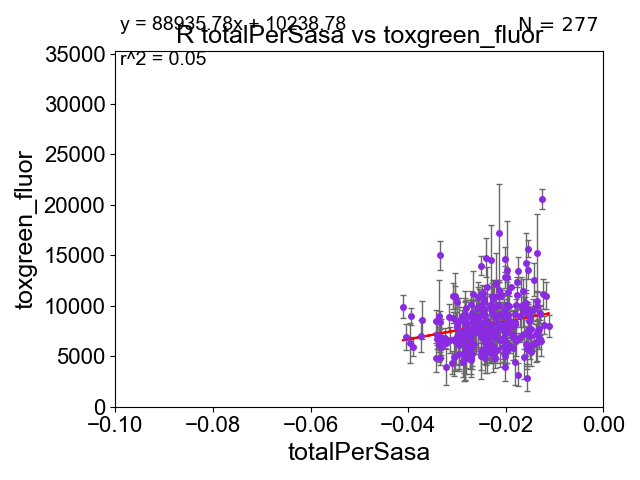 y = 88935.78x + 10238.78
N = 277
R totalPerSasa vs toxgreen_fluor
r^2 = 0.05
toxgreen_fluor
35000
30000
25000
20000
15000
10000
5000
0
−0.10 −0.08 −0.06 −0.04 −0.02 0.00
totalPerSasa